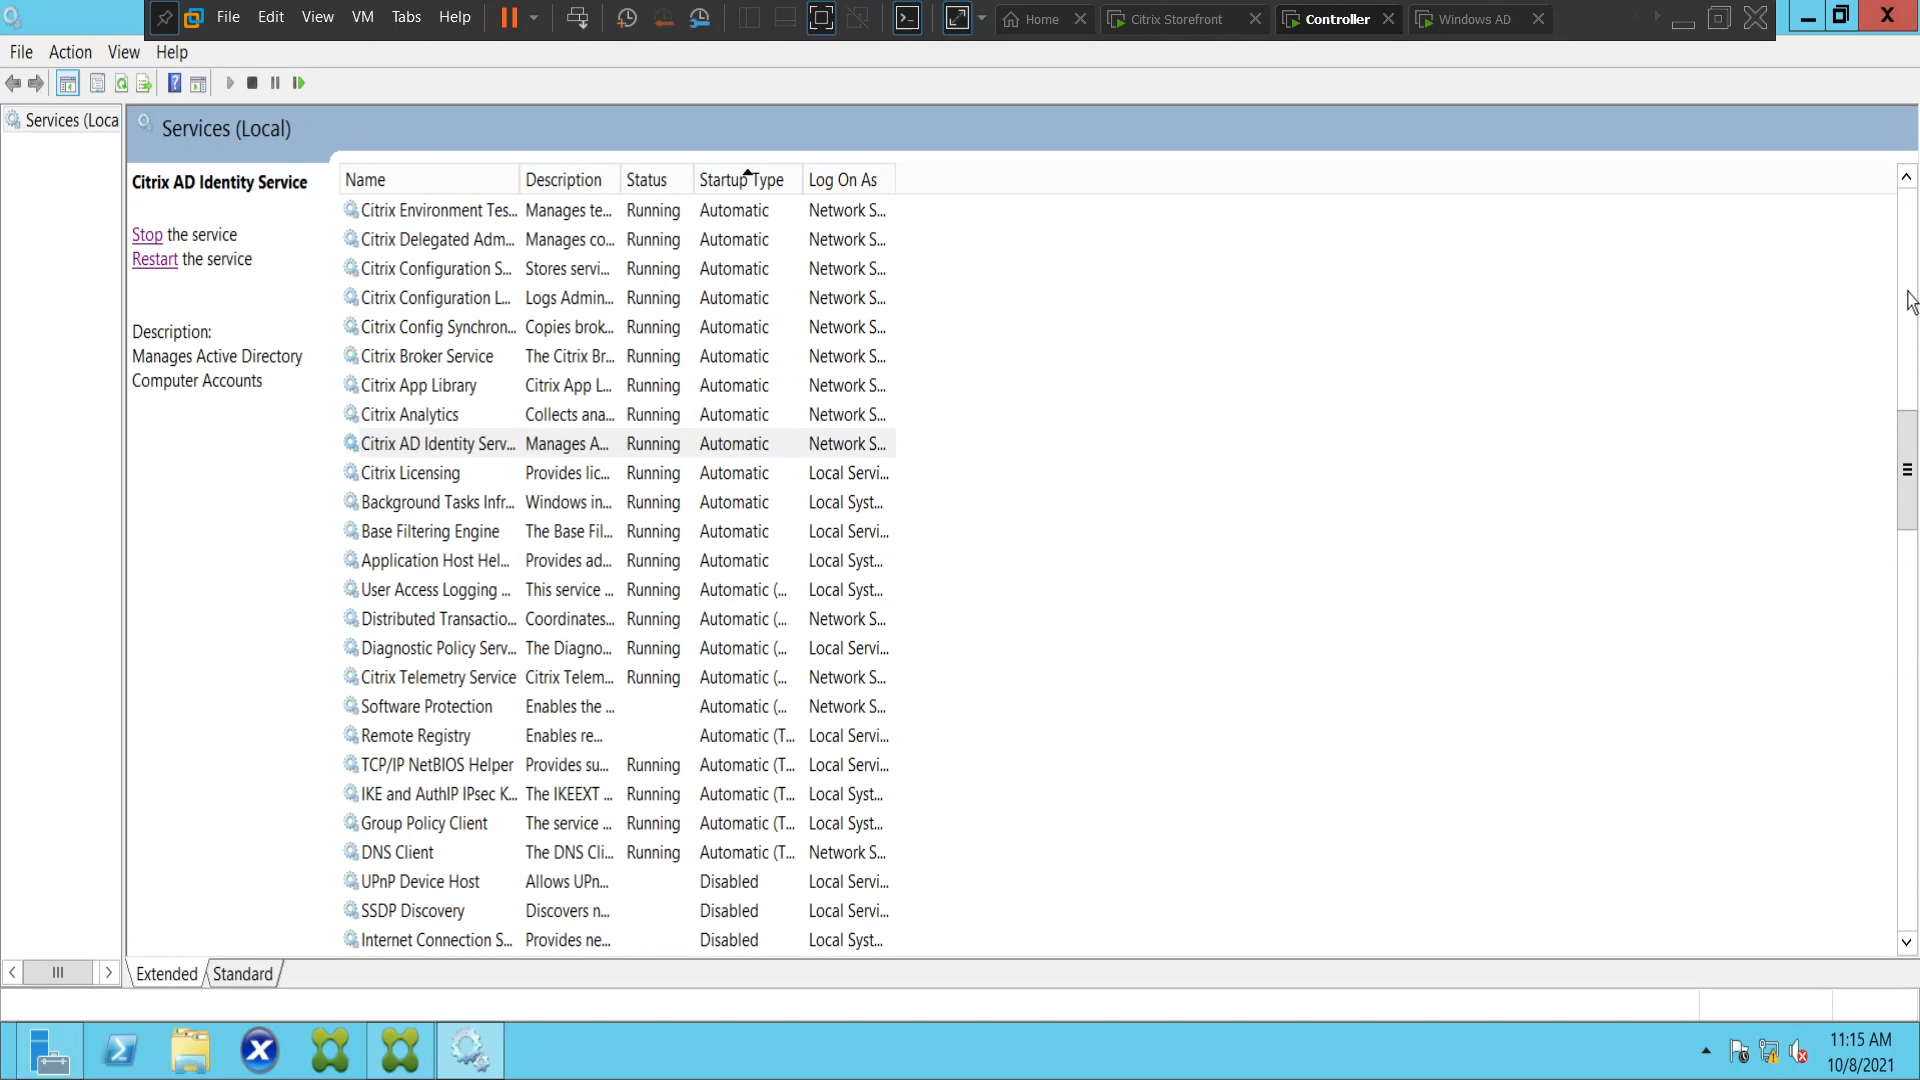 File Edit View VM Tabs Help Home Citrix Storefront Controller Windows AD
File Action View Help
Services (Loca
Services (Local)
Citrix AD Identity Service
Stop the service
Restart the service
Description:
Manages Active Directory
Computer Accounts
Name Description Status Startup Type Log On As
Citrix Environment Tes... Manages te... Running Automatic Network S...
Citrix Delegated Adm... Manages co... Running Automatic Network S...
Citrix Configuration S... Stores servi... Running Automatic Network S...
Citrix Configuration L... Logs Admin... Running Automatic Network S...
Citrix Config Synchron... Copies brok... Running Automatic Network S...
Citrix Broker Service The Citrix Br... Running Automatic Network S...
Citrix App Library Citrix App L... Running Automatic Network S...
Citrix Analytics Collects ana... Running Automatic Network S...
Citrix AD Identity Serv... Manages A... Running Automatic Network S...
Citrix Licensing Provides lic... Running Automatic Local Servi...
Background Tasks Infr... Windows in... Running Automatic Local Syst...
Base Filtering Engine The Base Fil... Running Automatic Local Servi...
Application Host Hel... Provides ad... Running Automatic Local Syst...
User Access Logging ... This service ... Running Automatic (... Local Syst...
Distributed Transactio... Coordinates... Running Automatic (... Network S...
Diagnostic Policy Serv... The Diagno... Running Automatic (... Local Servi...
Citrix Telemetry Service Citrix Telem... Running Automatic (... Network S...
Software Protection Enables the ... Automatic (... Network S...
Remote Registry Enables re... Automatic (T... Local Servi...
TCP/IP NetBIOS Helper Provides su... Running Automatic (T... Local Servi...
IKE and AuthIP IPsec K... The IKEEXT ... Running Automatic (T... Local Syst...
Group Policy Client The service ... Running Automatic (T... Local Syst...
DNS Client The DNS Cli... Running Automatic (T... Network S...
UPnP Device Host Allows UPn... Disabled Local Servi...
SSDP Discovery Discovers n... Disabled Local Servi...
Internet Connection S... Provides ne... Disabled Local Syst...
Extended Standard
11:15 AM
10/8/2021